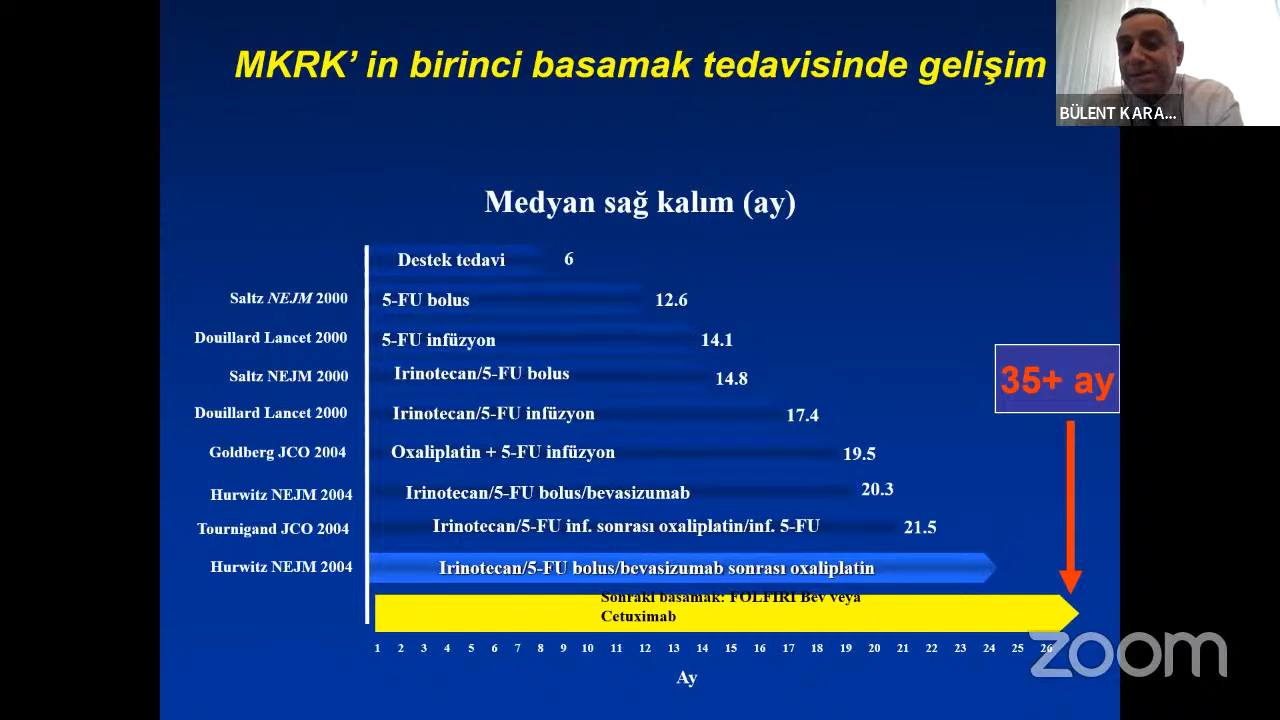 MKRK’ in birinci basamak tedavisinde gelişim
BÜLENT KARA...
Medyan sağ kalım (ay)
Destek tedavi 6
Saltz NEJM 2000 5-FU bolus 12.6
Douillard Lancet 2000 5-FU infüzyon 14.1
Saltz NEJM 2000 Irinotecan/5-FU bolus 14.8
35+ ay
Douillard Lancet 2000 Irinotecan/5-FU infüzyon 17.4
Goldberg JCO 2004 Oxaliplatin + 5-FU infüzyon 19.5
Hurwitz NEJM 2004 Irinotecan/5-FU bolus/bevasizumab 20.3
Tournigand JCO 2004 Irinotecan/5-FU inf. sonrası oxaliplatin/inf. 5-FU 21.5
Hurwitz NEJM 2004 Irinotecan/5-FU bolus/bevasizumab sonrası oxaliplatin
Sonraki basamak: FOLFIRI Bev veya
Cetuximab
1 2 3 4 5 6 7 8 9 10 11 12 13 14 15 16 17 18 19 20 21 22 23 24 25 26
Ay
zoom